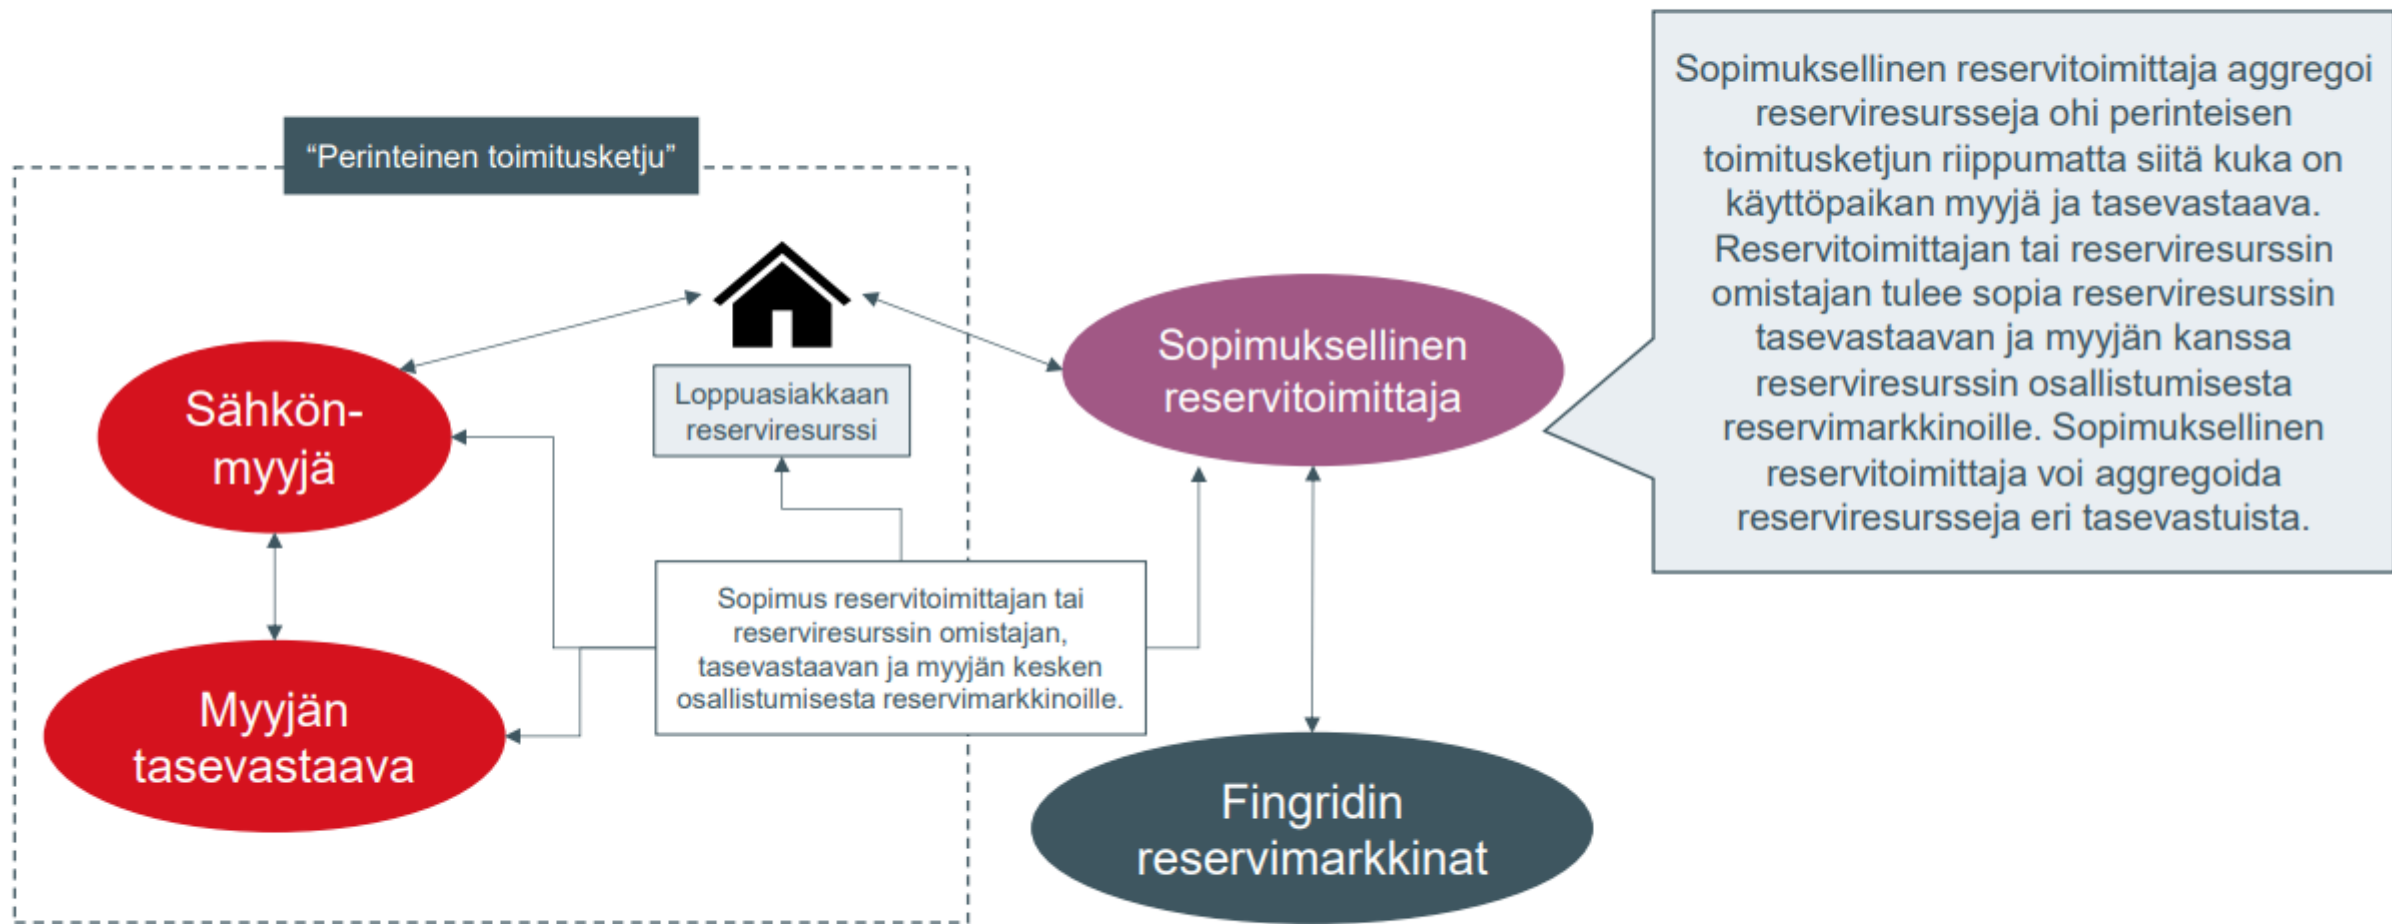 “Perinteinen toimitusketju”
Sähkön-
myyjä
Myyjän
tasevastaava
Loppuasiakkaan
reserviresurssi
Sopimus reservitoimittajan tai
reserviresurssin omistajan,
tasevastaavan ja myyjän kesken
osallistumisesta reservimarkkinoille.
Sopimuksellinen
reservitoimittaja
Fingridin
reservimarkkinat
Sopimuksellinen reservitoimittaja aggregoi
reserviresursseja ohi perinteisen
toimitusketjun riippumatta siitä kuka on
käyttöpaikan myyjä ja tasevastaava.
Reservitoimittajan tai reserviresurssin
omistajan tulee sopia reserviresurssin
tasevastaavan ja myyjän kanssa
reserviresurssin osallistumisesta
reservimarkkinoille. Sopimuksellinen
reservitoimittaja voi aggregoida
reserviresursseja eri tasevastuista.